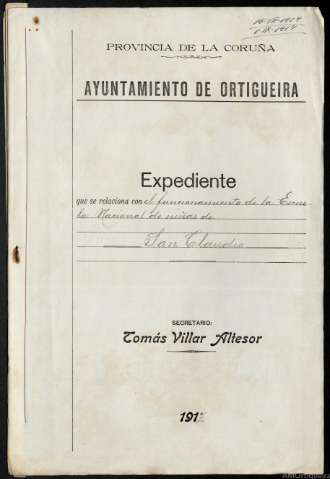 PROVINCIA DE LA CORUÑA
AYUNTAMIENTO DE ORTIGUEIRA
Expediente
que se relaciona con el funcionamiento de la Escue
la Nacional de niñas de
San Claudio
SECRETARIO:
Tomás Villar Altesor
191